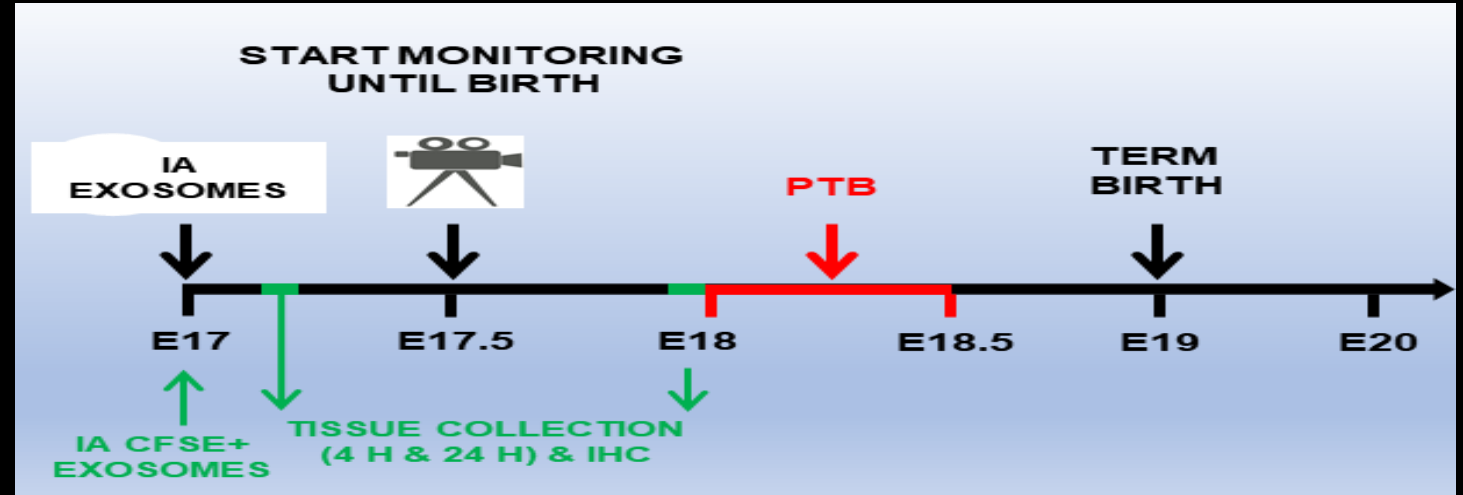 START MONITORING
UNTIL BIRTH
IA
EXOSOMES
PTB
TERM
BIRTH
E17
E17.5
E18
E18.5
E19
E20
IA CFSE+
EXOSOMES
TISSUE COLLECTION
(4 H & 24 H) & IHC